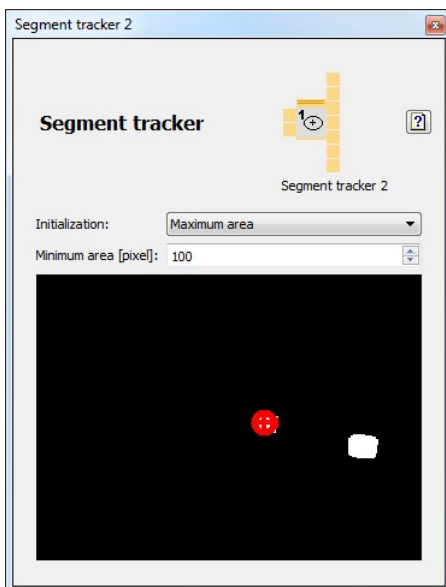 Segment tracker 2
Segment tracker
1
?
Segment tracker 2
Initialization:
Maximum area
Minimum area [pixel]:
100